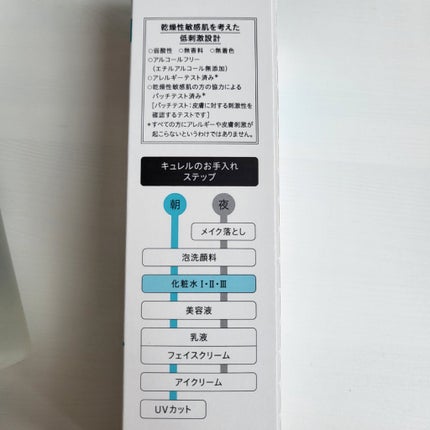 乾燥性敏感肌を考えた
低刺激設計
○弱酸性 ○無香料 ○無着色
○アルコールフリー
(エチルアルコール無添加)
○アレルギーテスト済み*
○乾燥性敏感肌の方の協力による
パッチテスト済み*
[パッチテスト:皮膚に対する刺激性を
確認するテストです]
*すべての方にアレルギーや皮膚刺激が
起こらないというわけではありません。
キュレルのお手入れ
ステップ
朝 夜
メイク落とし
泡洗顔料
化粧水Ⅰ・Ⅱ・Ⅲ
美容液
乳液
フェイスクリーム
アイクリーム
UVカット